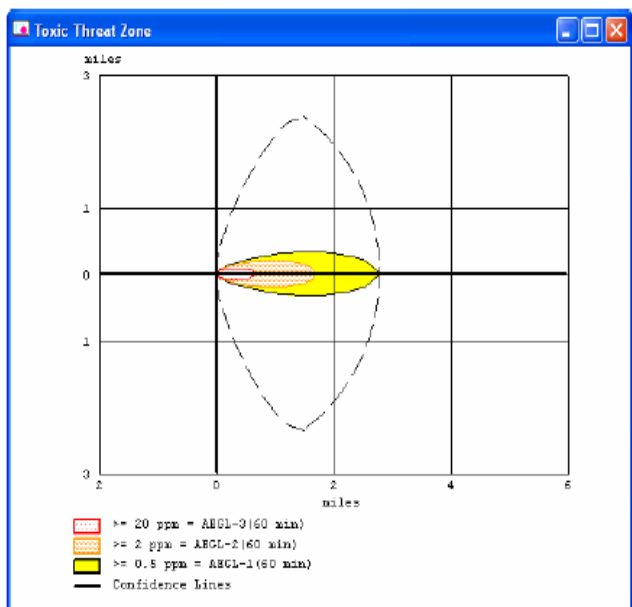 Toxic Threat Zone
miles
3
1
0
1
3
2 0 2 4 6
miles
>= 20 ppm = AEGL-3(60 min)
>= 2 ppm = AEGL-2(60 min)
>= 0.5 ppm = AEGL-1(60 min)
Confidence Lines